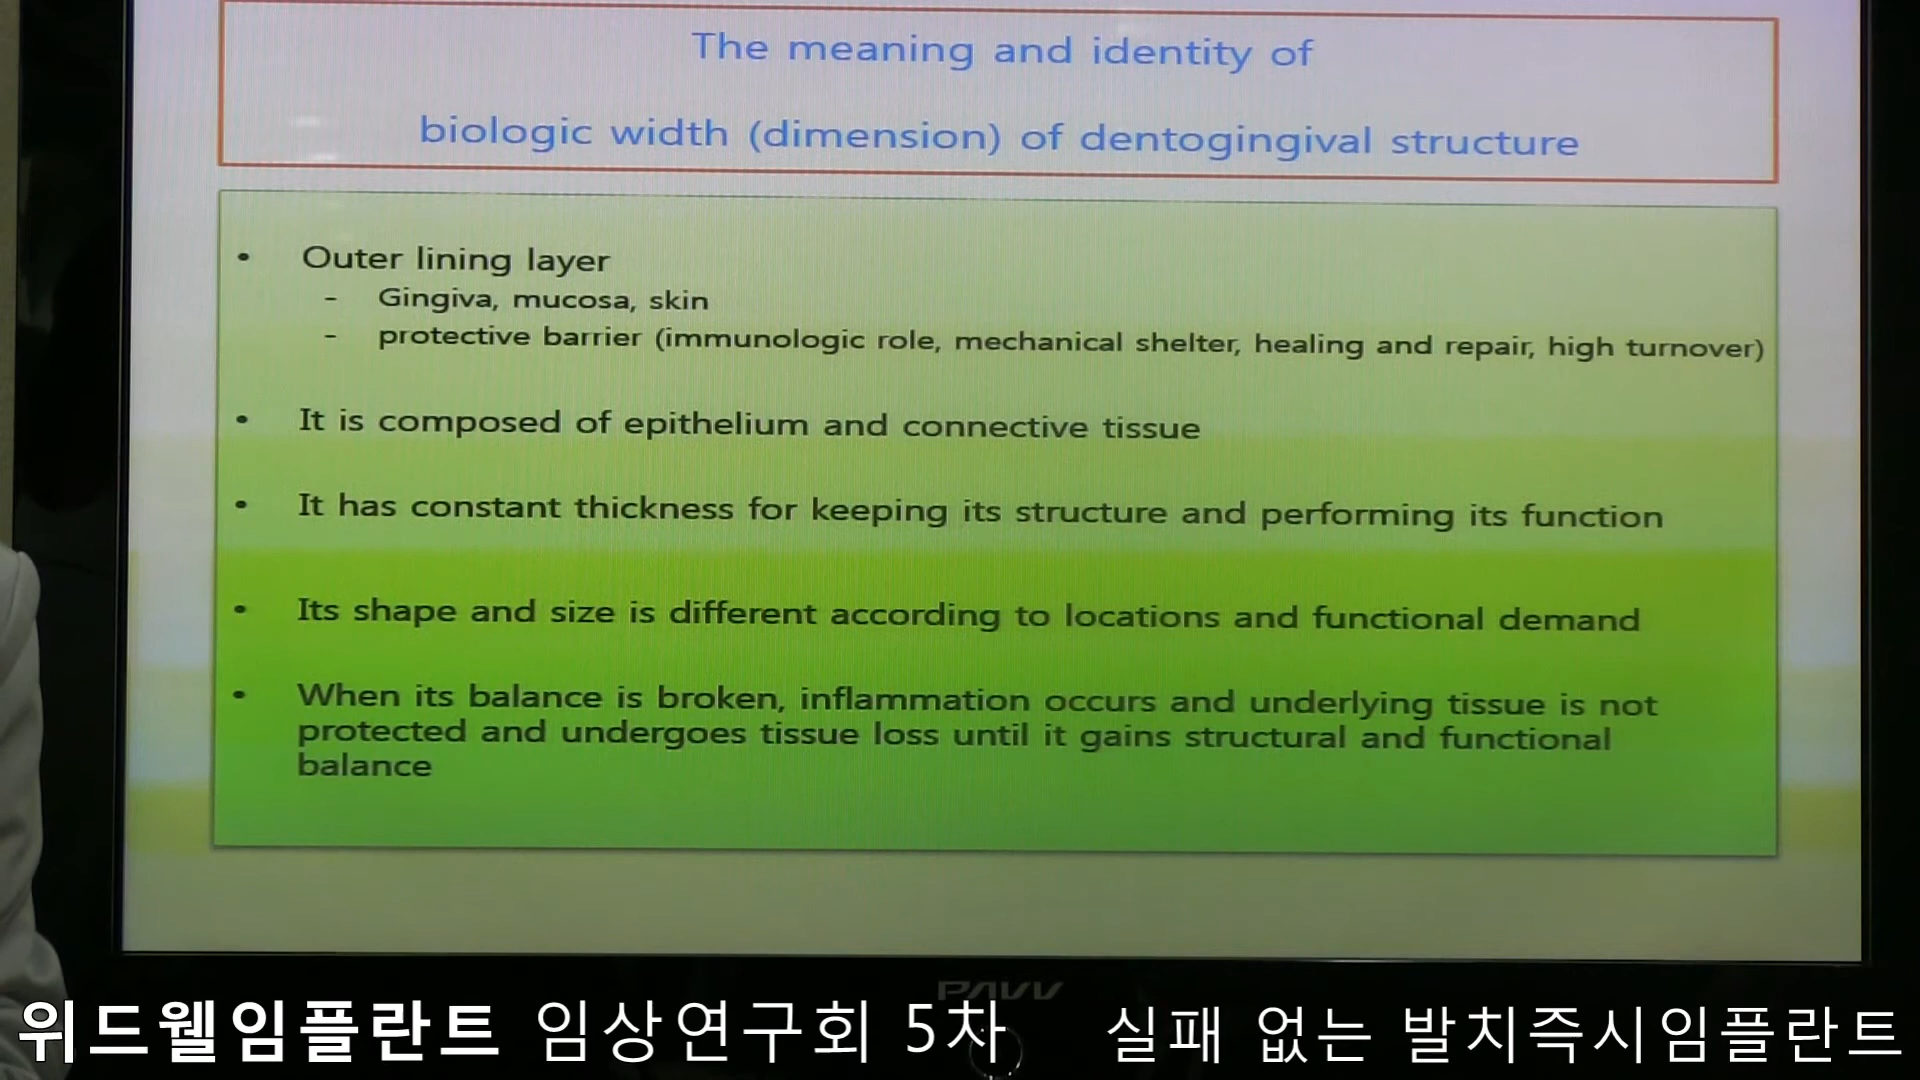 The meaning and identity of
biologic width (dimension) of dentogingival structure
• Outer lining layer
- Gingiva, mucosa, skin
- protective barrier (immunologic role, mechanical shelter, healing and repair, high turnover)
• It is composed of epithelium and connective tissue
• It has constant thickness for keeping its structure and performing its function
• Its shape and size is different according to locations and functional demand
• When its balance is broken, inflammation occurs and underlying tissue is not
protected and undergoes tissue loss until it gains structural and functional
balance
PAVV
위드웰임플란트 임상연구회 5차 실패 없는 발치즉시임플란트